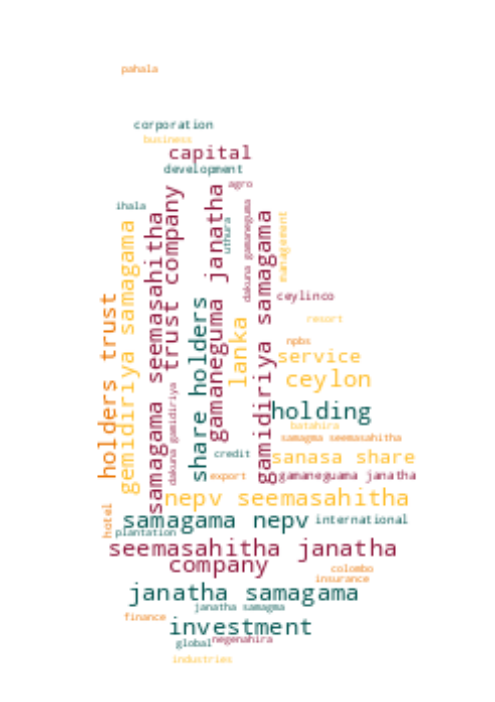 pahala
corporation
business
capital
development
agro
ihala
holders trust
gemidiriya samagama
samagama seemasahitha
trust company
dakuna gamidiriya
share holders
gamaneguma janatha
uthura
lanka
dakuna gamaneguma
gamidiriya samagama
management
ceylinco
resort
npbs
service
ceylon
holding
batahira
samagma seemasahitha
credit
sanasa share
export
gamaneguama janatha
nepv seemasahitha
hotel
samagama nepv
international
plantation
seemasahitha janatha
company
colombo
insurance
janatha samagama
janatha samagma
finance
investment
global
negenahira
industries